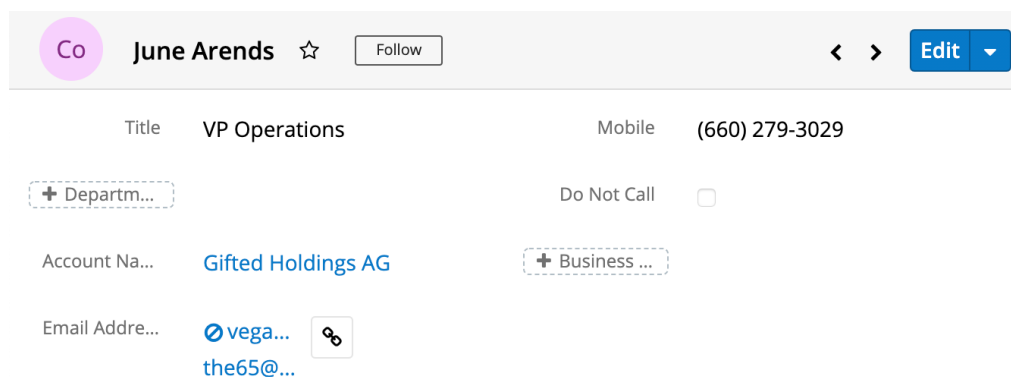 Co June Arends Follow Edit
Title VP Operations Mobile (660) 279-3029
Departm... Do Not Call
Account Na... Gifted Holdings AG Business ...
Email Addre... vega...
the65@...